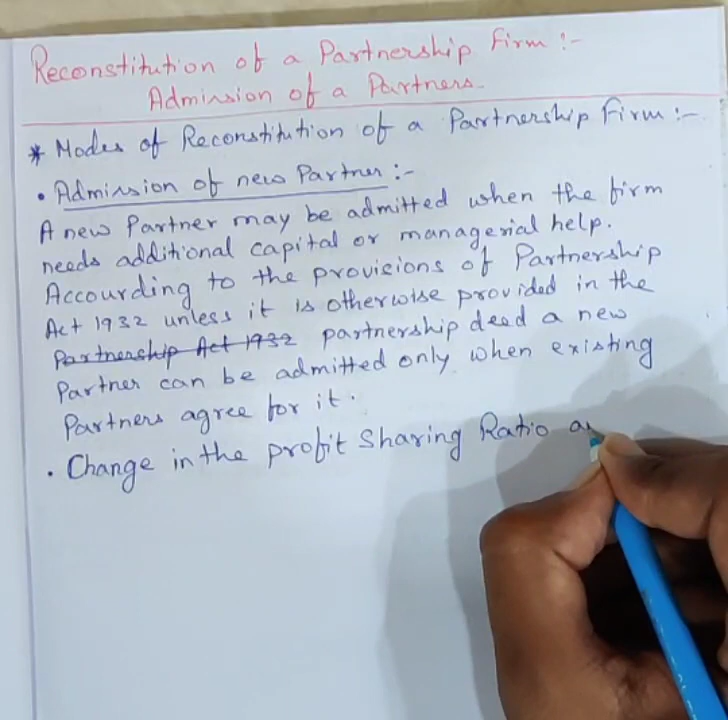 Reconstitution of a Partnership Firm :-
Admission of a Partners.
* Modes of Reconstitution of a Partnership Firm :-
• Admission of new Partner :-
A new Partner may be admitted when the firm
needs additional capital or managerial help.
Accourding to the provisions of Partnership
Act 1932 unless it is otherwise provided in the
Partnership Act 1932 partnership deed a new
Partner can be admitted only when existing
Partners agree for it.
• Change in the profit Sharing Ratio